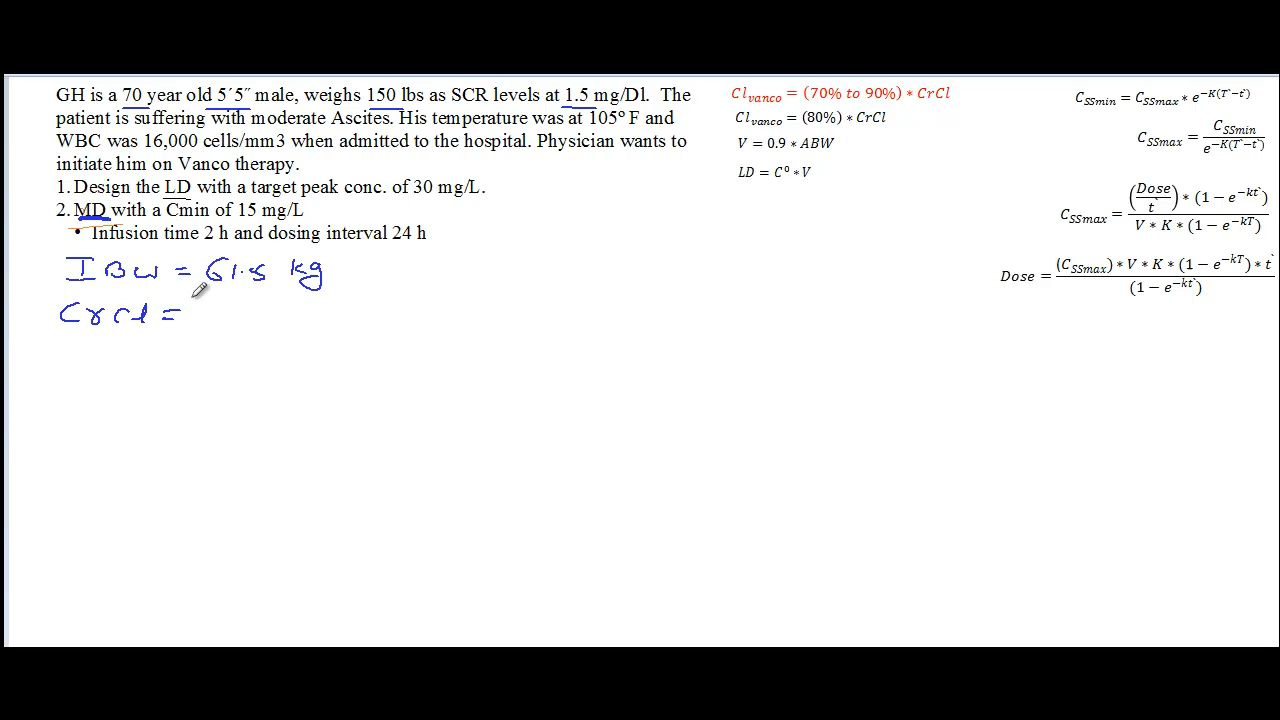 GH is a 70 year old 5´5˝ male, weighs 150 lbs as SCR levels at 1.5 mg/Dl. The
patient is suffering with moderate Ascites. His temperature was at 105º F and
WBC was 16,000 cells/mm3 when admitted to the hospital. Physician wants to
initiate him on Vanco therapy.
1. Design the LD with a target peak conc. of 30 mg/L.
2. MD with a Cmin of 15 mg/L
• Infusion time 2 h and dosing interval 24 h
IBW = 61.5 kg
CrCl =
Cl_vanco = (70% to 90%) * CrCl
Cl_vanco = (80%) * CrCl
V = 0.9 * ABW
LD = C⁰ * V
C_SSmin = C_SSmax * e^(−K(T`−t`))
C_SSmax = C_SSmin / e^(−K(T`−t`))
C_SSmax = (Dose/t`) * (1 − e^(−kt`)) / V * K * (1 − e^(−kT))
Dose = (C_SSmax) * V * K * (1 − e^(−kT)) * t` / (1 − e^(−kt`))